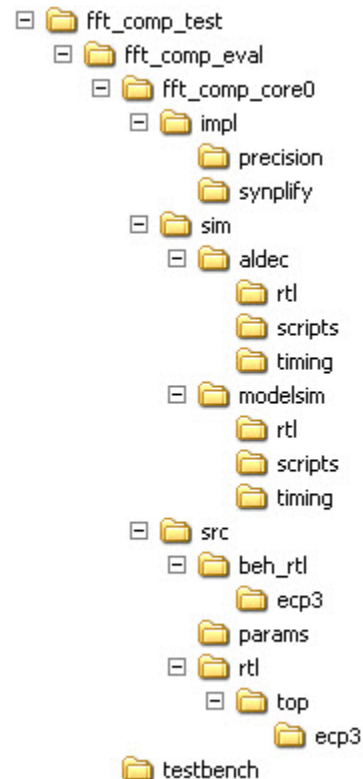 fft_comp_test
fft_comp_eval
fft_comp_core0
impl
precision
synplify
sim
aldec
rtl
scripts
timing
modelsim
rtl
scripts
timing
src
beh_rtl
ecp3
params
rtl
top
ecp3
testbench